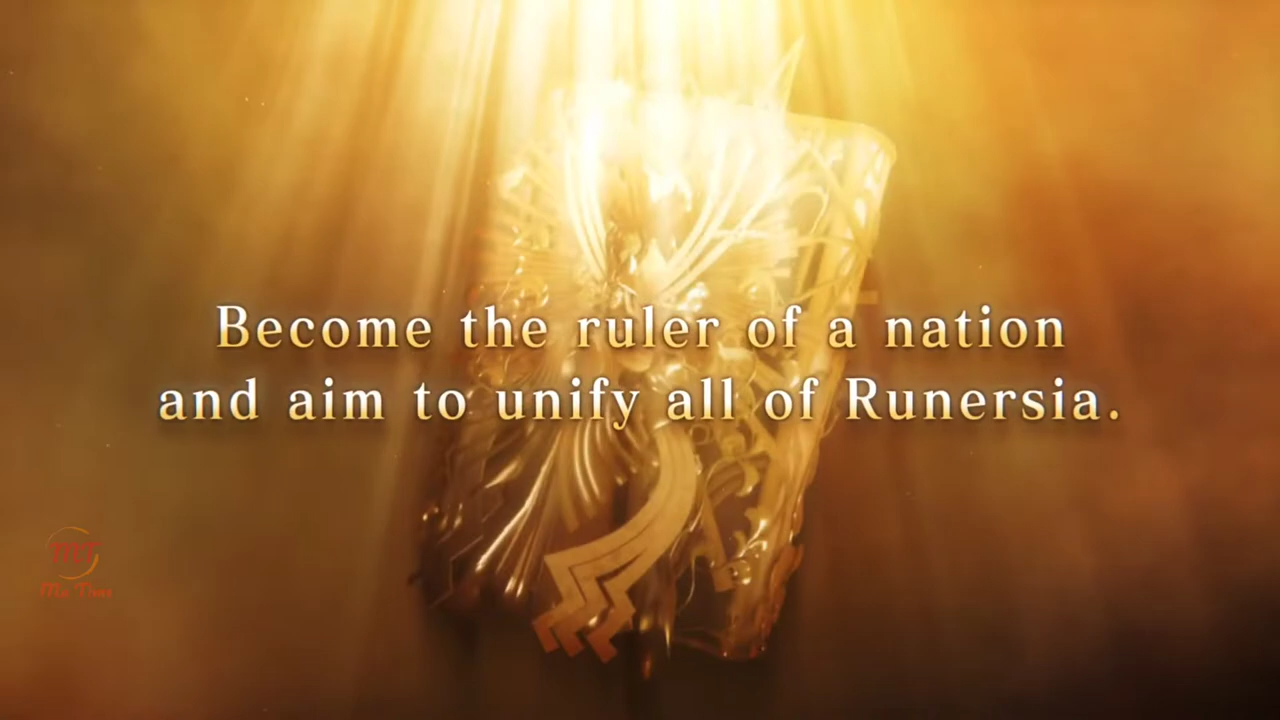 Become the ruler of a nation
and aim to unify all of Runersia.